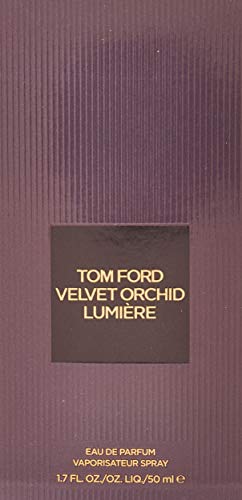 TOM FORD
VELVET ORCHID
LUMIÈRE
EAU DE PARFUM
VAPORISATEUR SPRAY
1.7 FL. OZ./OZ. LIQ./50 ml ℮